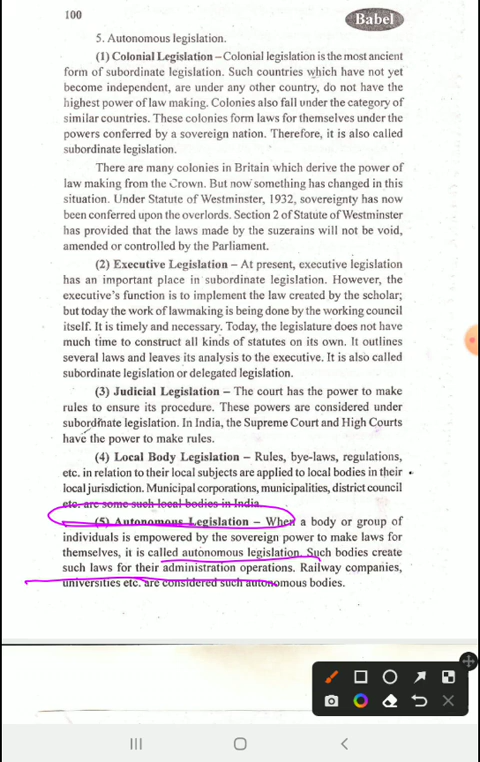 100
Babel
5. Autonomous legislation.
(1) Colonial Legislation – Colonial legislation is the most ancient
form of subordinate legislation. Such countries which have not yet
become independent, are under any other country, do not have the
highest power of law making. Colonies also fall under the category of
similar countries. These colonies form laws for themselves under the
powers conferred by a sovereign nation. Therefore, it is also called
subordinate legislation.
There are many colonies in Britain which derive the power of
law making from the Crown. But now something has changed in this
situation. Under Statute of Westminster, 1932, sovereignty has now
been conferred upon the overlords. Section 2 of Statute of Westminster
has provided that the laws made by the suzerains will not be void,
amended or controlled by the Parliament.
(2) Executive Legislation – At present, executive legislation
has an important place in subordinate legislation. However, the
executive's function is to implement the law created by the scholar;
but today the work of lawmaking is being done by the working council
itself. It is timely and necessary. Today, the legislature does not have
much time to construct all kinds of statutes on its own. It outlines
several laws and leaves its analysis to the executive. It is also called
subordinate legislation or delegated legislation.
(3) Judicial Legislation – The court has the power to make
rules to ensure its procedure. These powers are considered under
subordinate legislation. In India, the Supreme Court and High Courts
have the power to make rules.
(4) Local Body Legislation – Rules, bye-laws, regulations,
etc. in relation to their local subjects are applied to local bodies in their
local jurisdiction. Municipal corporations, municipalities, district council
etc. are some such local bodies in India.
(5) Autonomous Legislation – When a body or group of
individuals is empowered by the sovereign power to make laws for
themselves, it is called autonomous legislation. Such bodies create
such laws for their administration operations. Railway companies,
universities etc. are considered such autonomous bodies.